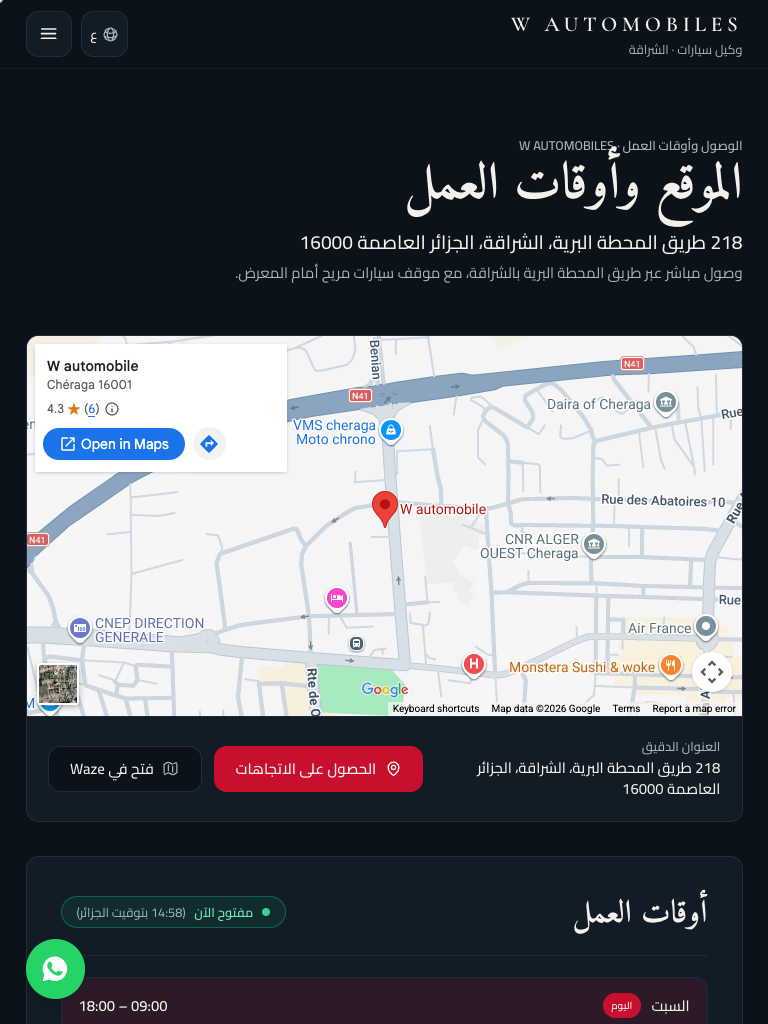 W AUTOMOBILES
وكيل سيارات · الشراقة
ع
الوصول وأوقات العمل · W AUTOMOBILES
الموقع وأوقات العمل
218 طريق المحطة البرية، الشراقة، الجزائر العاصمة 16000
وصول مباشر عبر طريق المحطة البرية بالشراقة، مع موقف سيارات مريح أمام المعرض.
W automobile
Chéraga 16001
4.3 ★ (6)
Open in Maps
Benian
N41
N41
N41
VMS cheraga
Moto chrono
Daira of Cheraga
Rue
W automobile
Rue des Abatoires 10
Rue
CNR ALGER
OUEST Cheraga
CNEP DIRECTION
GENERALE
Rue
Air France
H
Monstera Sushi & woke
Rte de O
Google
M
A
Keyboard shortcuts
Map data ©2026 Google
Terms
Report a map error
العنوان الدقيق
218 طريق المحطة البرية، الشراقة، الجزائر
العاصمة 16000
الحصول على الاتجاهات
فتح في Waze
أوقات العمل
مفتوح الآن (14:58 بتوقيت الجزائر)
السبت
اليوم
09:00 – 18:00